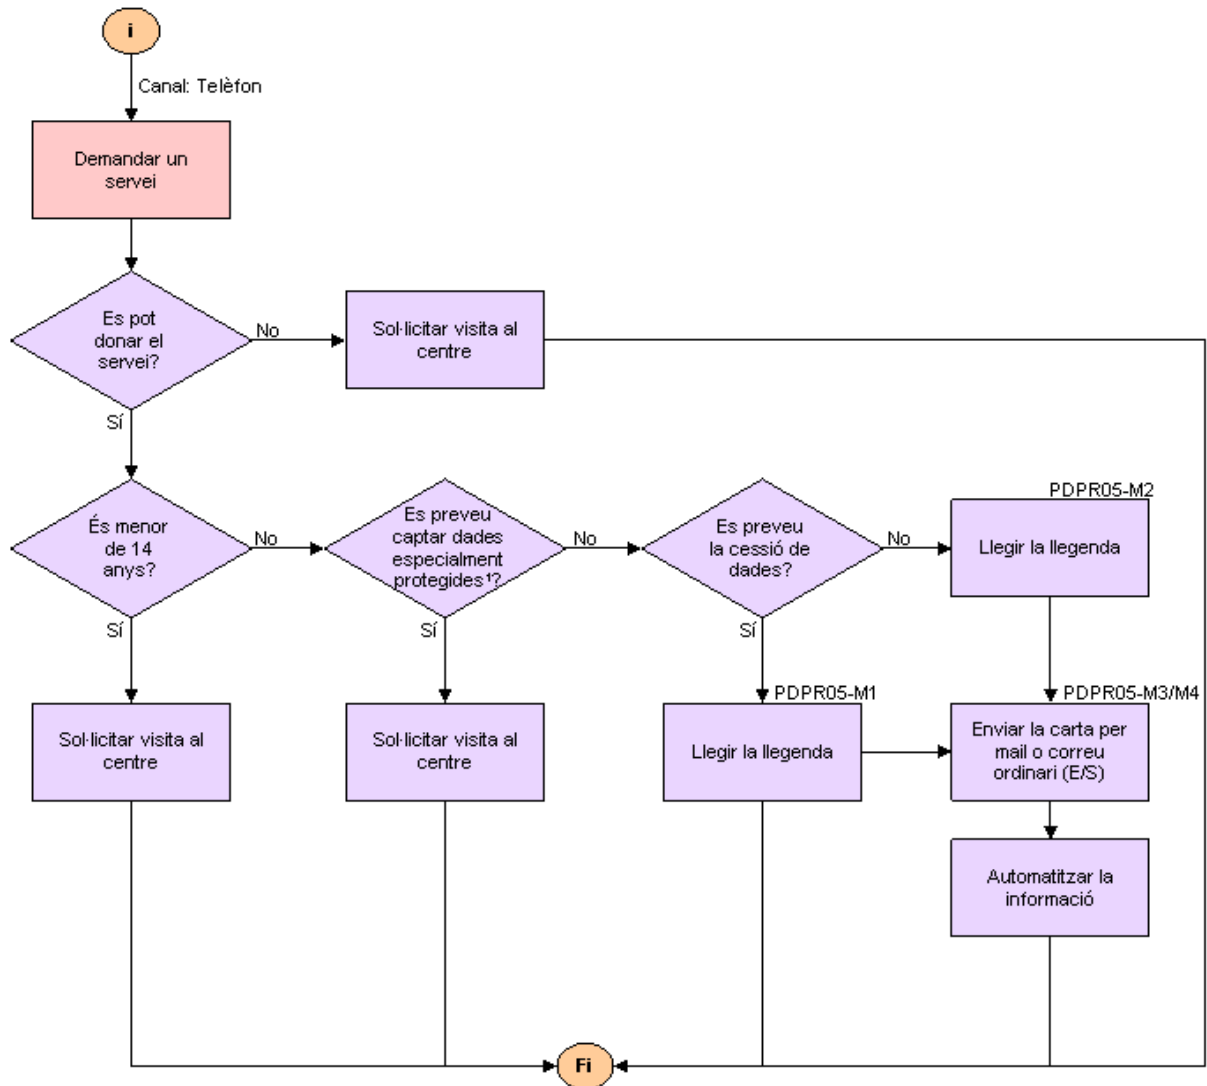 i
Canal: Telèfon
Demandar un
servei
Es pot
donar el
servei?
No
Sol·licitar visita al
centre
Sí
És menor
de 14
anys?
No
Es preveu
captar dades
especialment
protegides¹?
No
Es preveu
la cessió de
dades?
No
PDPR05-M2
Llegir la llegenda
Sí
Sí
Sí
Sol·licitar visita al
centre
Sol·licitar visita al
centre
PDPR05-M1
Llegir la llegenda
PDPR05-M3/M4
Enviar la carta per
mail o correu
ordinari (E/S)
Automatitzar la
informació
Fi